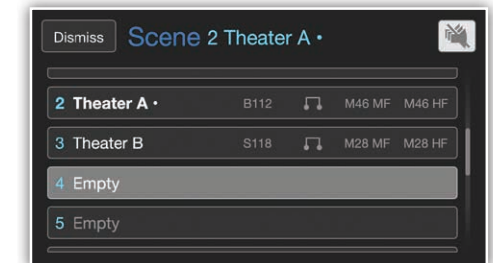 Dismiss Scene 2 Theater A •
2 Theater A • B112 M46 MF M46 HF
3 Theater B S118 M28 MF M28 HF
4 Empty
5 Empty